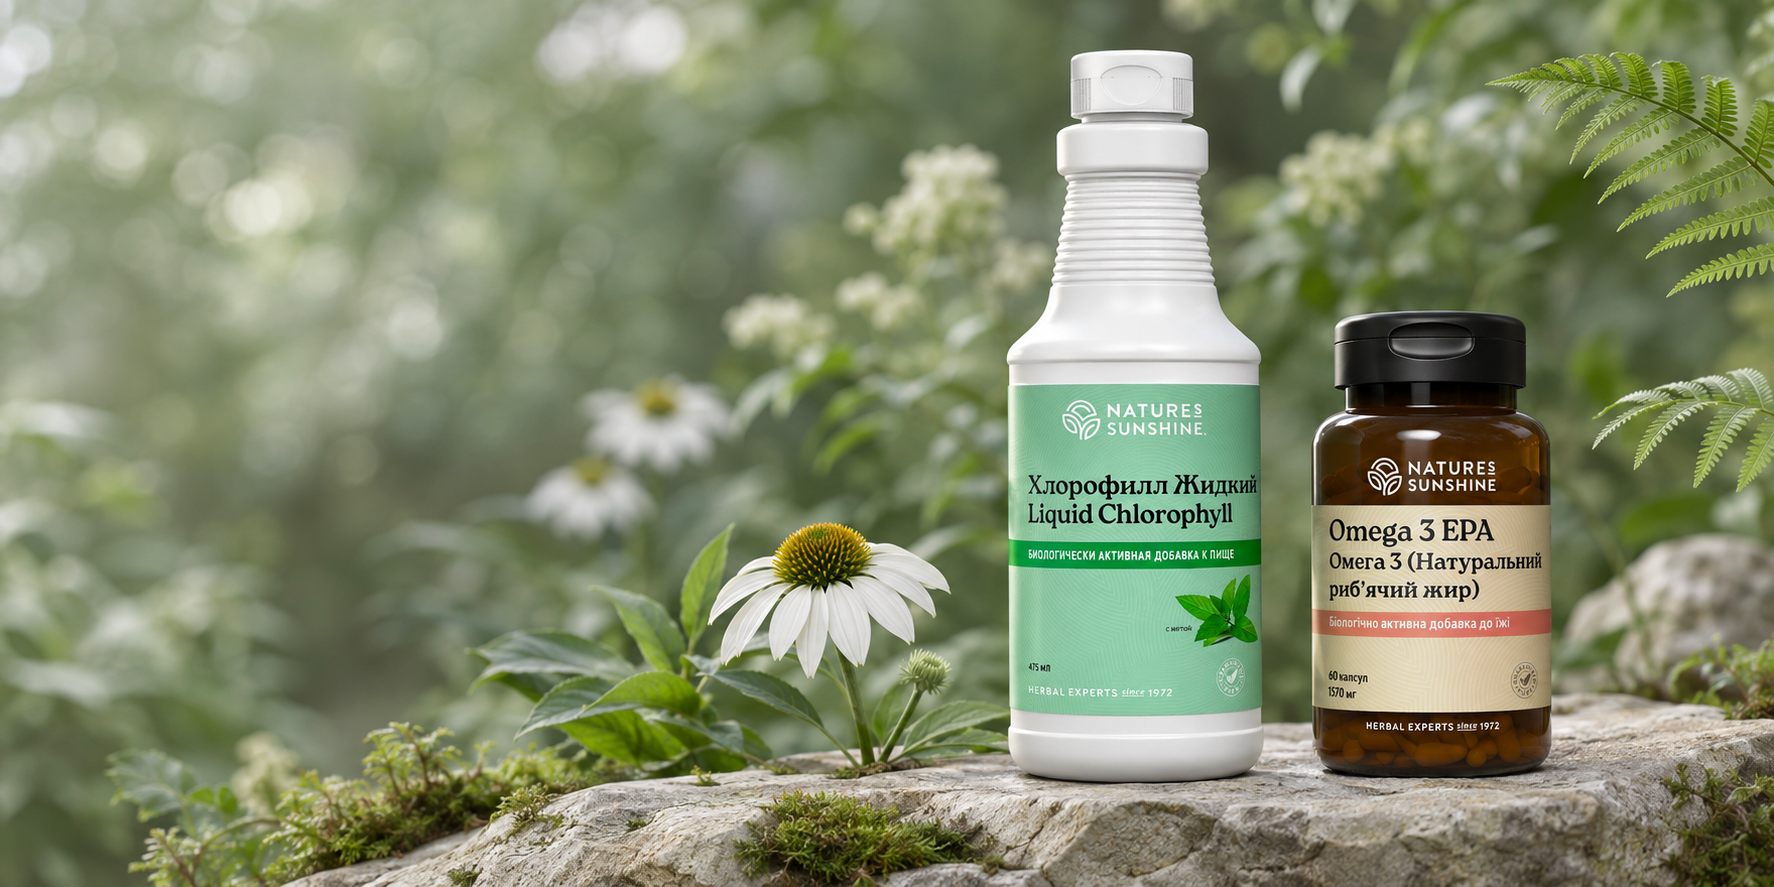 NATURES
SUNSHINE
Хлорофилл Жидкий
Liquid Chlorophyll
БИОЛОГИЧЕСКИ АКТИВНАЯ ДОБАВКА К ПИЩЕ
с мятой
475 мл
HERBAL EXPERTS since 1972
NATURES
SUNSHINE
Omega 3 EPA
Омега 3 (Натуральний
риб'ячий жир)
Біологічно активна добавка до їжі
60 капсул
1570 мг
HERBAL EXPERTS since 1972